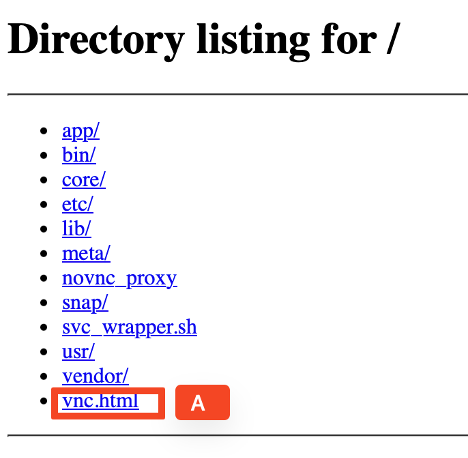 Directory listing for /
app/
bin/
core/
etc/
lib/
meta/
novnc_proxy
snap/
svc_wrapper.sh
usr/
vendor/
vnc.html A